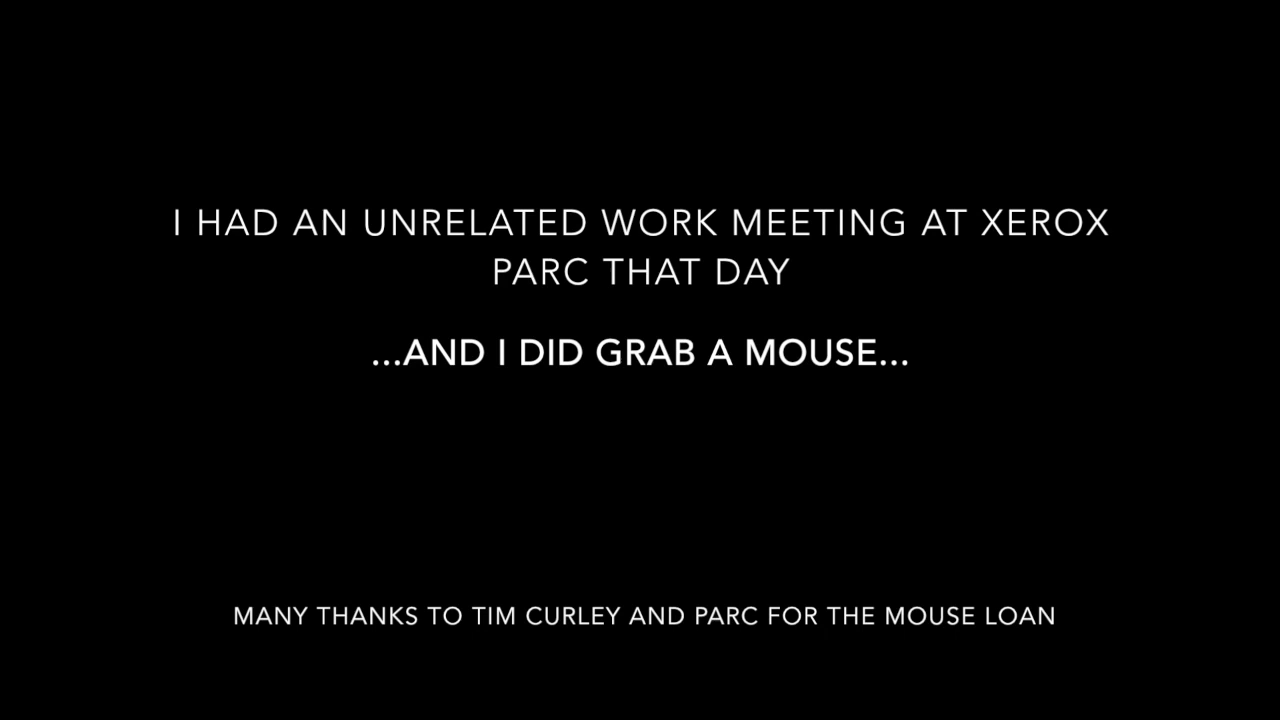 I HAD AN UNRELATED WORK MEETING AT XEROX
PARC THAT DAY
...AND I DID GRAB A MOUSE...
MANY THANKS TO TIM CURLEY AND PARC FOR THE MOUSE LOAN